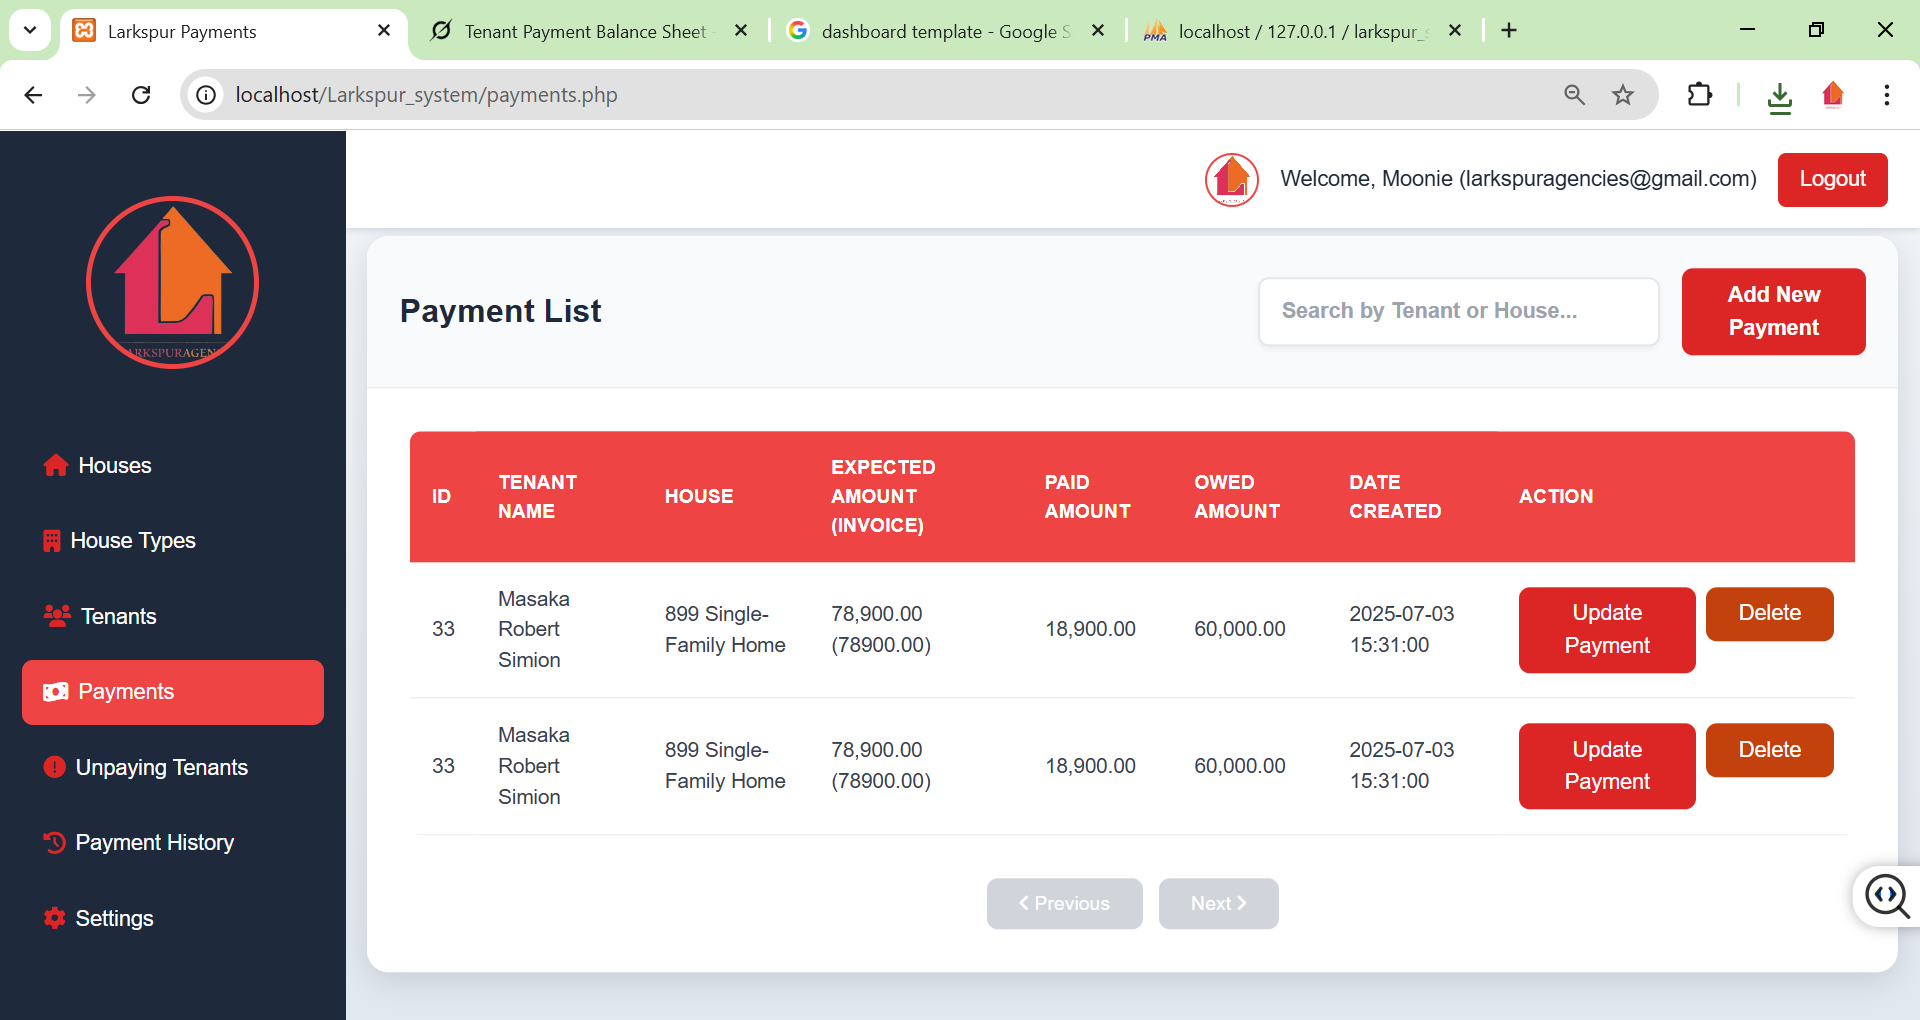 Larkspur Payments
Tenant Payment Balance Sheet
dashboard template - Google S
localhost / 127.0.0.1 / larkspur_s
localhost/Larkspur_system/payments.php
Welcome, Moonie (larkspuragencies@gmail.com)
Logout
ARKSPURAGEN
Houses
House Types
Tenants
Payments
Unpaying Tenants
Payment History
Settings
Payment List
Search by Tenant or House...
Add New
Payment
ID
TENANT
NAME
HOUSE
EXPECTED
AMOUNT
(INVOICE)
PAID
AMOUNT
OWED
AMOUNT
DATE
CREATED
ACTION
33
Masaka
Robert
Simion
899 Single-
Family Home
78,900.00
(78900.00)
18,900.00
60,000.00
2025-07-03
15:31:00
Update
Payment
Delete
33
Masaka
Robert
Simion
899 Single-
Family Home
78,900.00
(78900.00)
18,900.00
60,000.00
2025-07-03
15:31:00
Update
Payment
Delete
Previous
Next